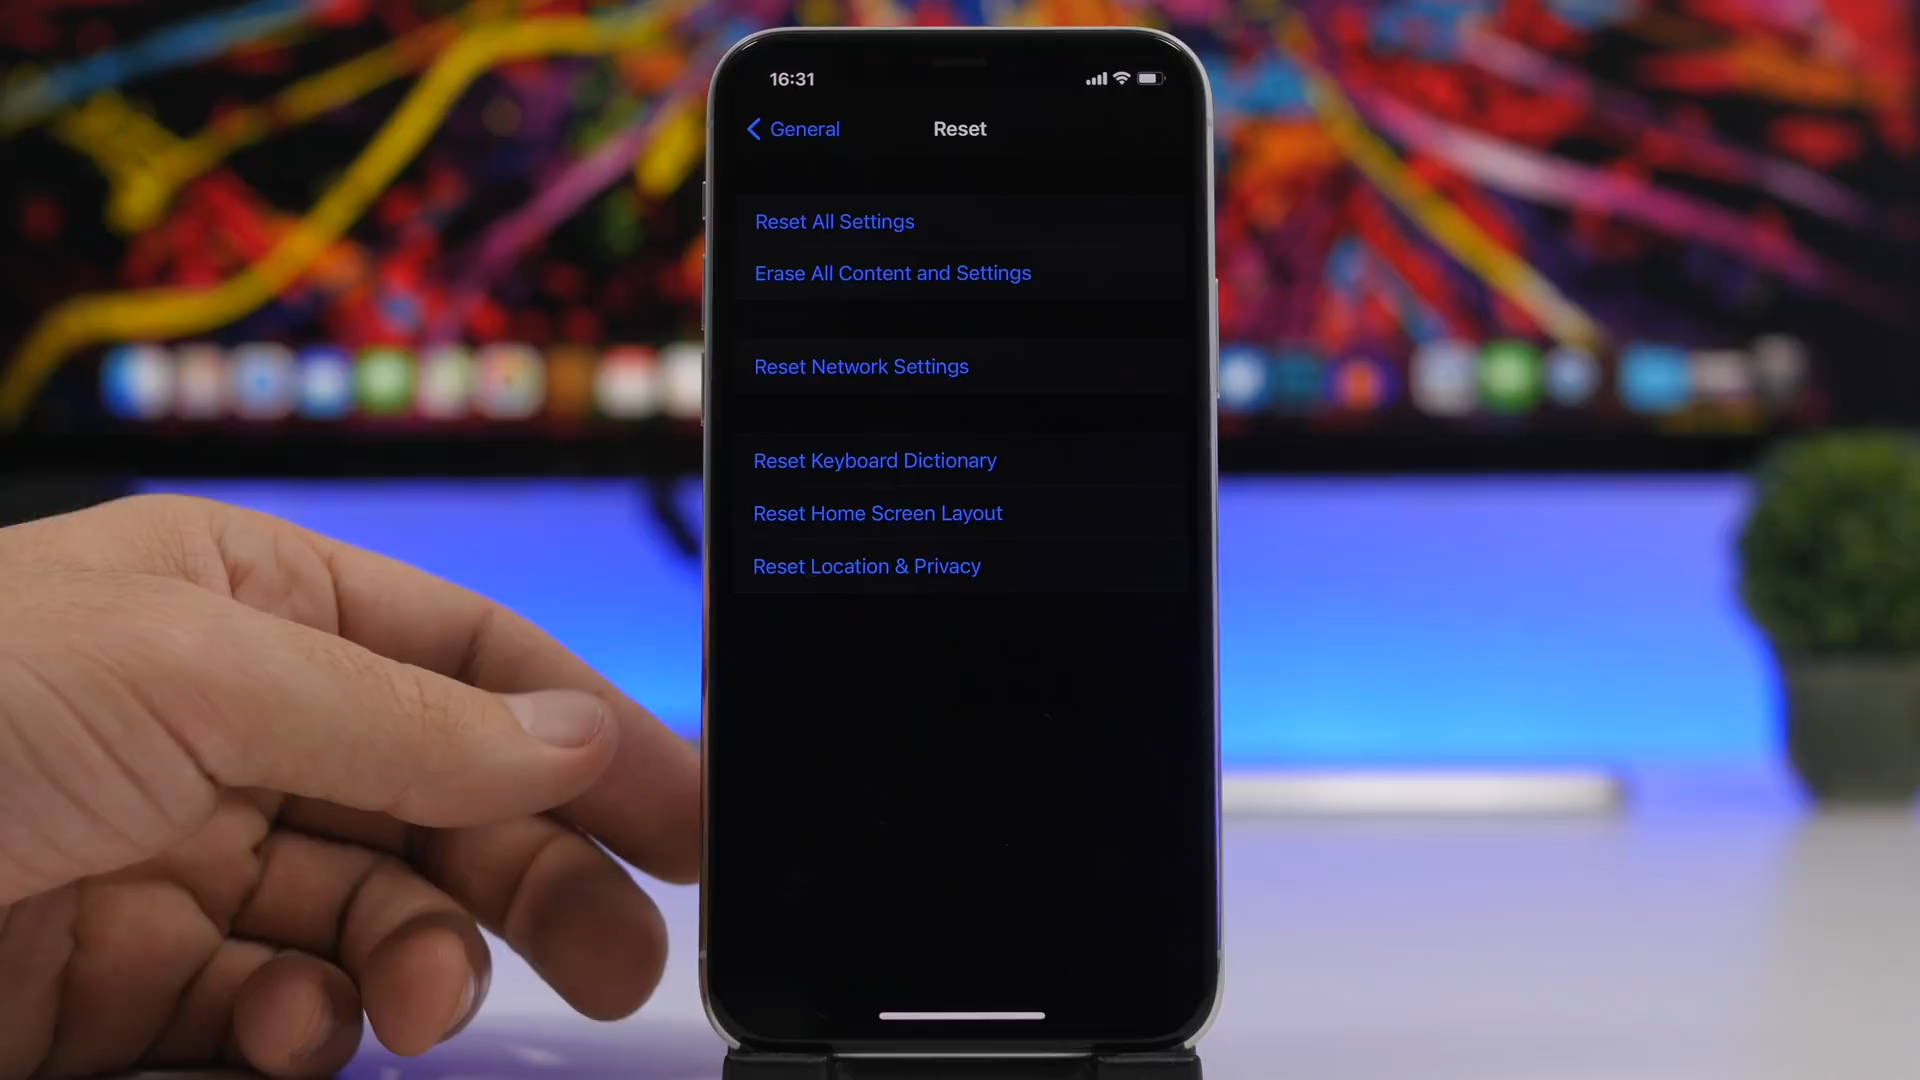 16:31
General
Reset
Reset All Settings
Erase All Content and Settings
Reset Network Settings
Reset Keyboard Dictionary
Reset Home Screen Layout
Reset Location & Privacy